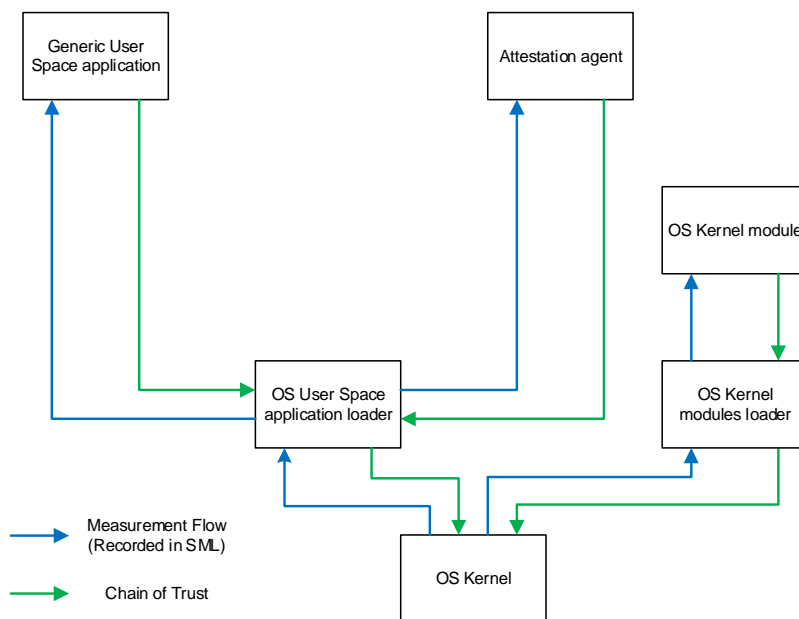 Generic User
Space application
Attestation agent
OS Kernel module
OS User Space
application loader
OS Kernel
modules loader
Measurement Flow
(Recorded in SML)
OS Kernel
Chain of Trust